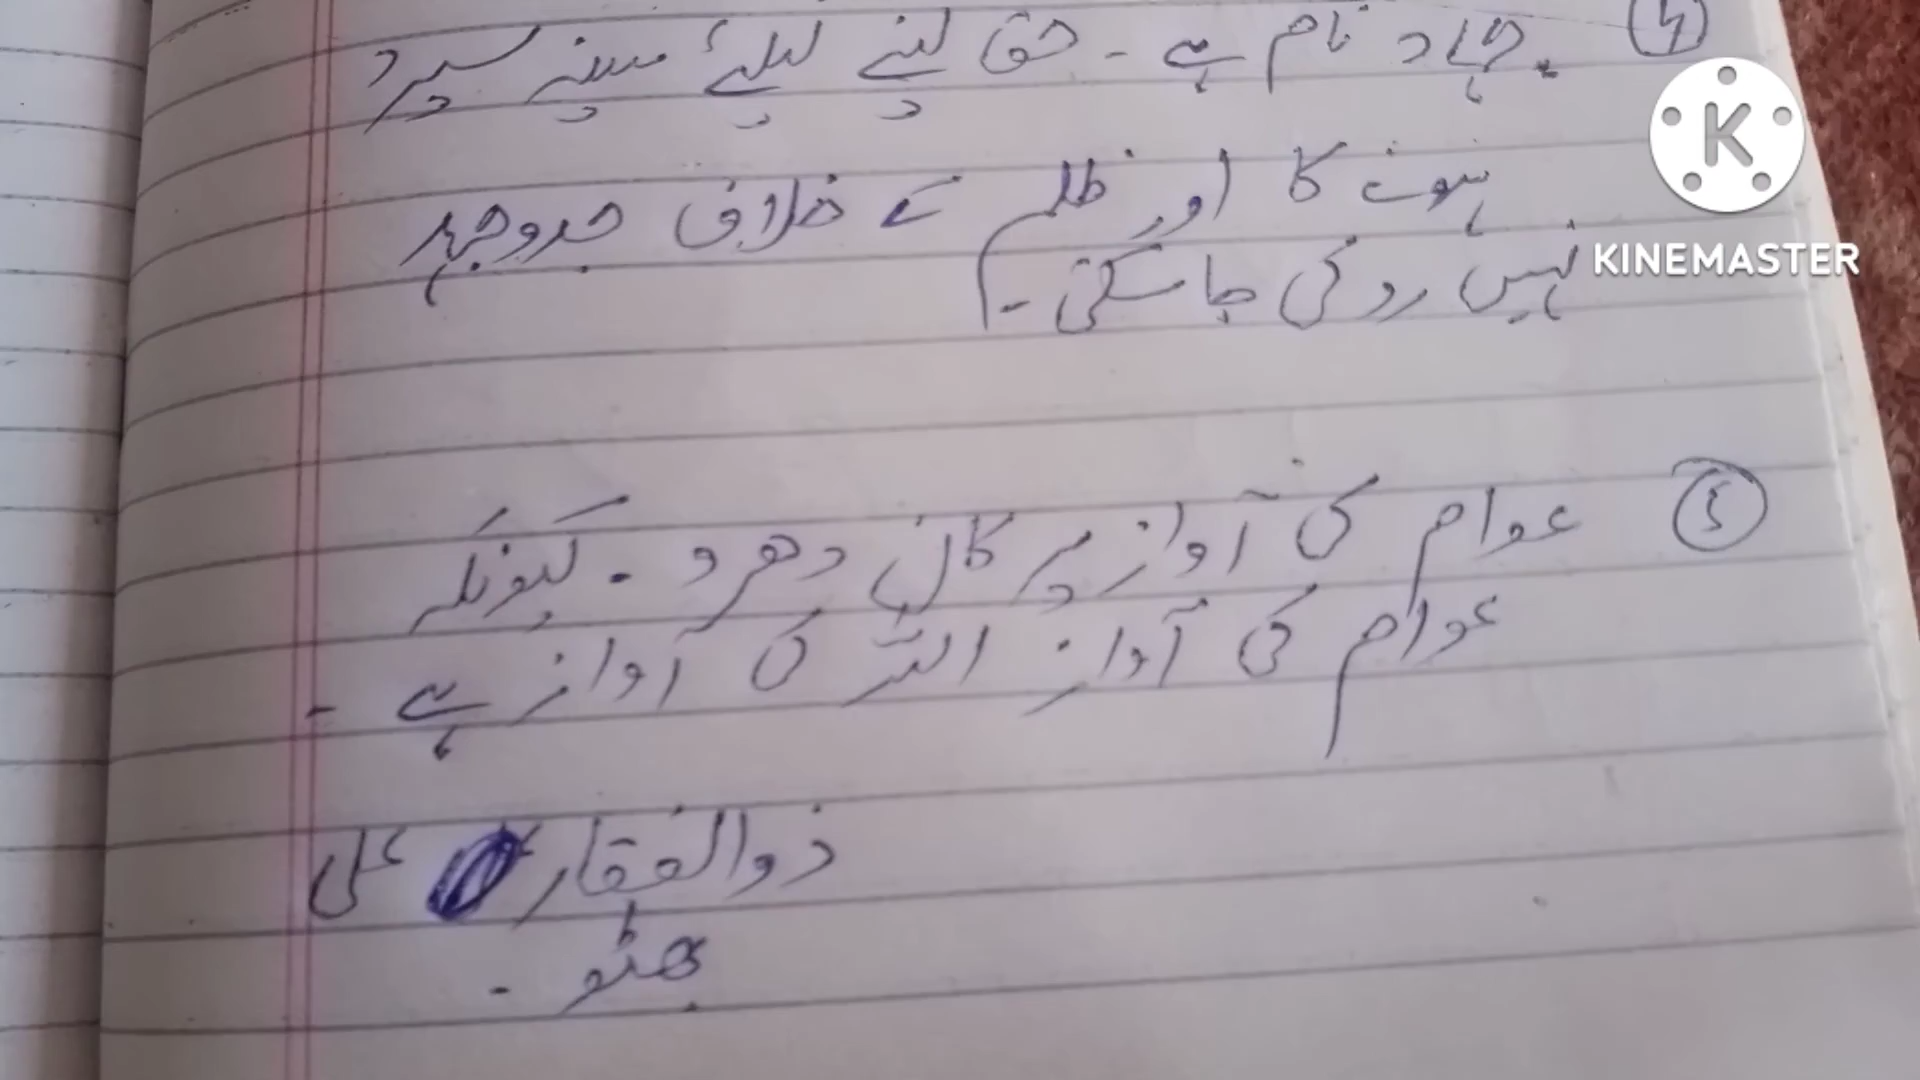 ④ جہاد نام ہے - حق لینے کیلئے سینہ سپرد
ہونے کا اور ظلم کے خلاف جدوجہد
نہیں روکی جا سکتی -
⑤ عوام کی آواز پر کان دھرو - کیونکہ
عوام کی آواز اللہ کی آواز ہے -
ذوالفقار علی
بھٹو -
K
KINEMASTER